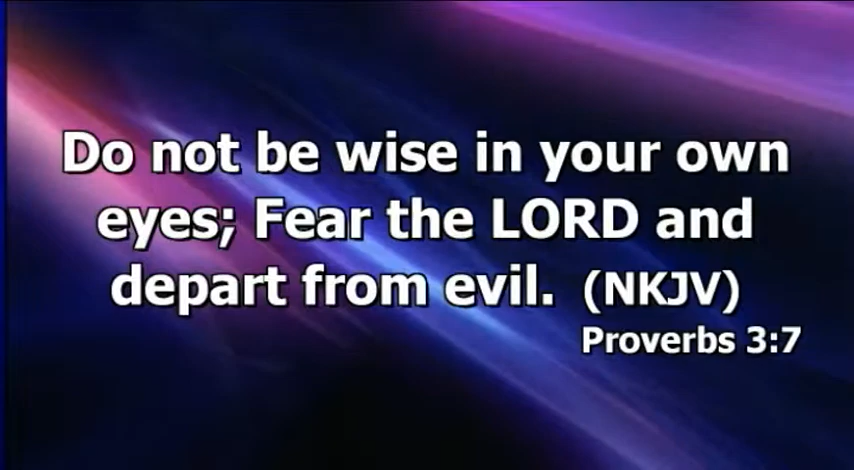 Do not be wise in your own
eyes; Fear the LORD and
depart from evil. (NKJV)
Proverbs 3:7